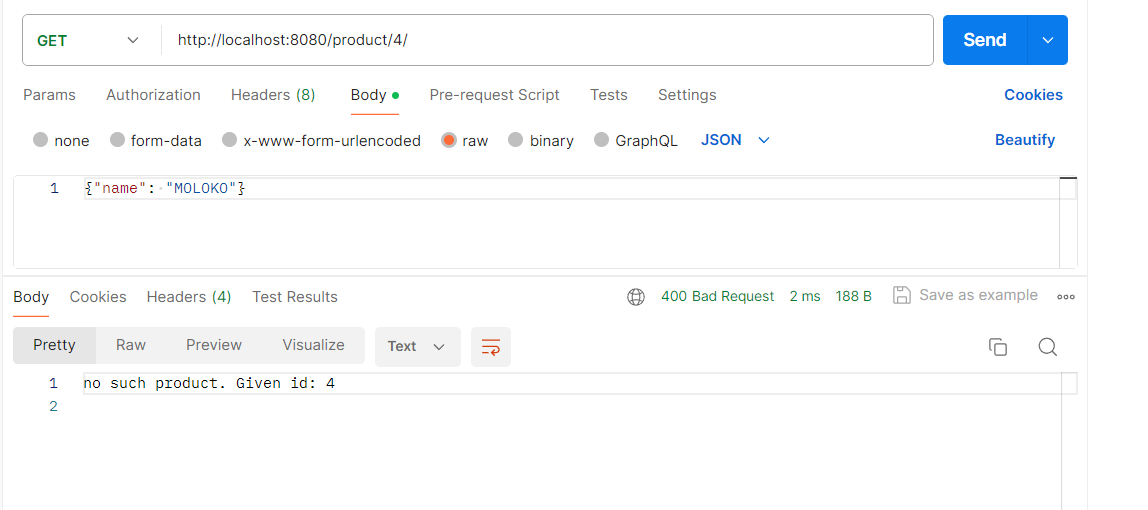 GET http://localhost:8080/product/4/ Send
Params Authorization Headers (8) Body Pre-request Script Tests Settings Cookies
none form-data x-www-form-urlencoded raw binary GraphQL JSON Beautify
1 {"name": "MOLOKO"}
Body Cookies Headers (4) Test Results 400 Bad Request 2 ms 188 B Save as example
Pretty Raw Preview Visualize Text
1 no such product. Given id: 4
2